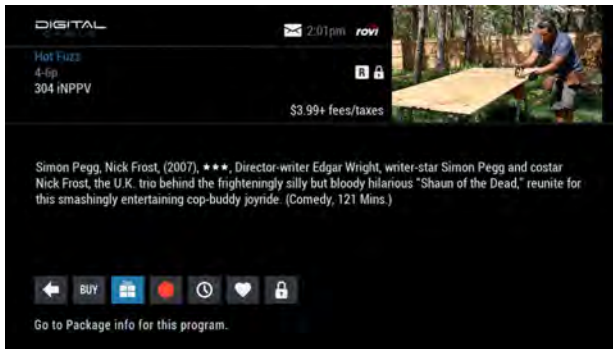 DIGITAL
CABLE
2:01pm rovi
Hot Fuzz
4-6p
R
304 iNPPV
$3.99+ fees/taxes
Simon Pegg, Nick Frost, (2007), ★★★, Director-writer Edgar Wright, writer-star Simon Pegg and costar
Nick Frost, the U.K. trio behind the frighteningly silly but bloody hilarious "Shaun of the Dead," reunite for
this smashingly entertaining cop-buddy joyride. (Comedy, 121 Mins.)
BUY
Go to Package info for this program.